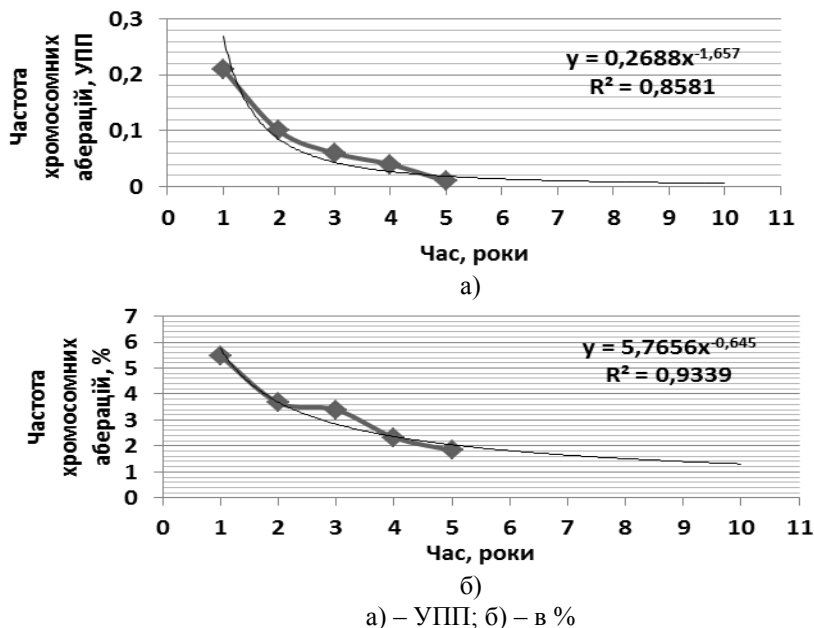 Частота
хромосомних
аберацій, УПП
0,3
0,2
0,1
0
y = 0,2688x^-1,657
R² = 0,8581
0 1 2 3 4 5 6 7 8 9 10 11
Час, роки
а)
Частота
хромосомних
аберацій, %
7
6
5
4
3
2
1
0
y = 5,7656x^-0,645
R² = 0,9339
0 1 2 3 4 5 6 7 8 9 10 11
Час, роки
б)
а) – УПП; б) – в %